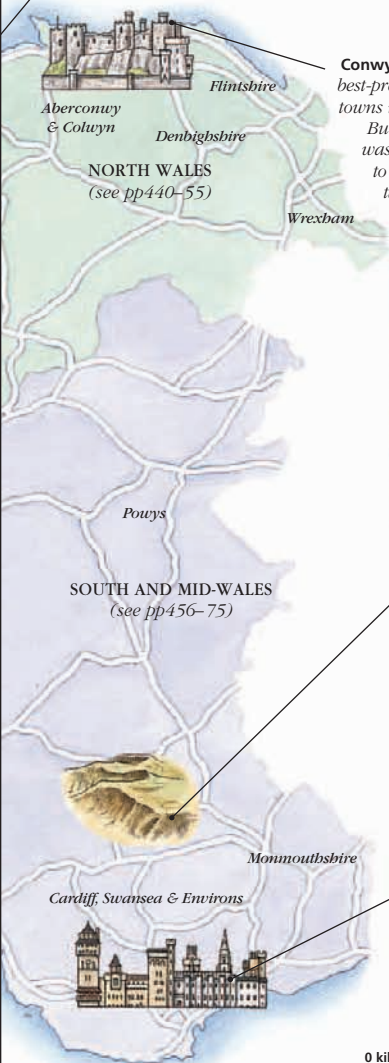 Conwy
best-pr
towns
Bu
was
to
Flintshire
Aberconwy
& Colwyn
Denbighshire
NORTH WALES
(see pp440–55)
Wrexham
Powys
SOUTH AND MID-WALES
(see pp456–75)
Monmouthshire
Cardiff, Swansea & Environs
0 kil